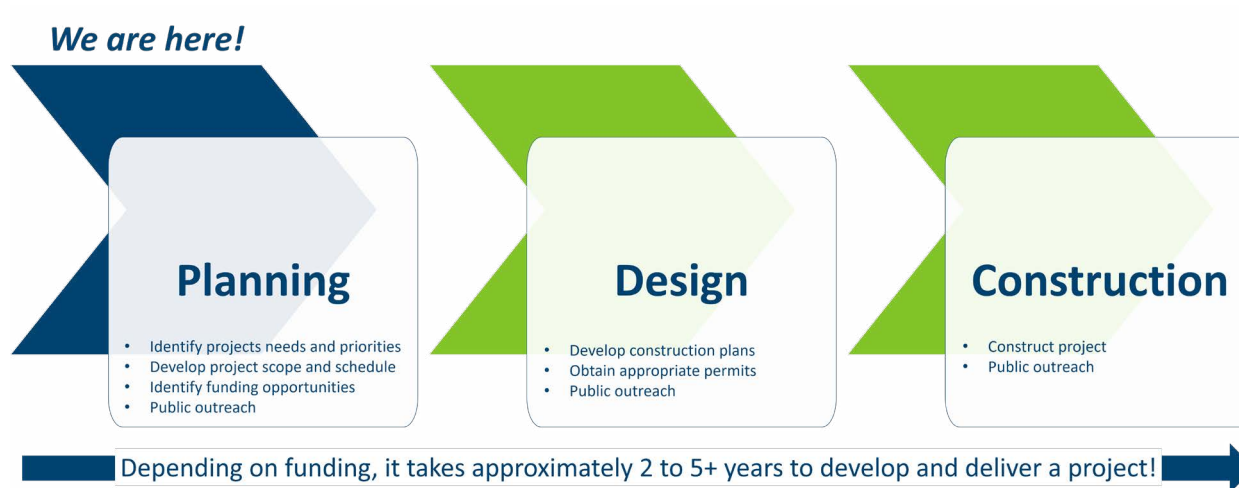 We are here!
Planning
• Identify projects needs and priorities
• Develop project scope and schedule
• Identify funding opportunities
• Public outreach
Design
• Develop construction plans
• Obtain appropriate permits
• Public outreach
Construction
• Construct project
• Public outreach
Depending on funding, it takes approximately 2 to 5+ years to develop and deliver a project!